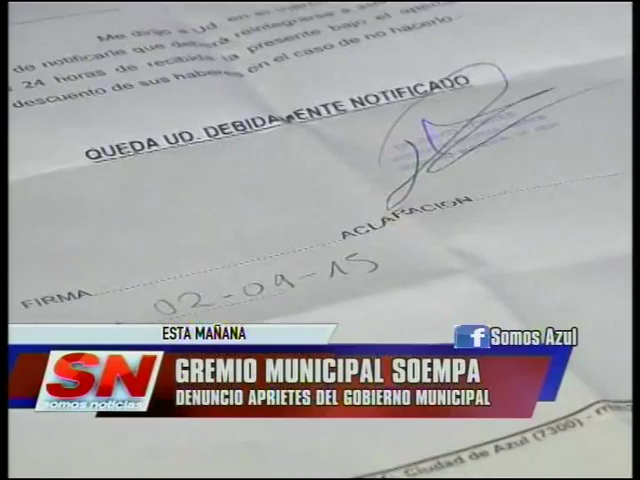 Me dirijo a Ud. en
de notificarle que deberá reintegrarse a
24 horas de recibida la presente bajo el
descuento de sus haberes en el caso de no hacerlo.-
QUEDA UD. DEBIDAMENTE NOTIFICADO
ACLARACION
FIRMA
02-09-15
ESTA MAÑANA
Somos Azul
SN
somos noticias
GREMIO MUNICIPAL SOEMPA
DENUNCIO APRIETES DEL GOBIERNO MUNICIPAL
Ciudad de Azul (7300) -